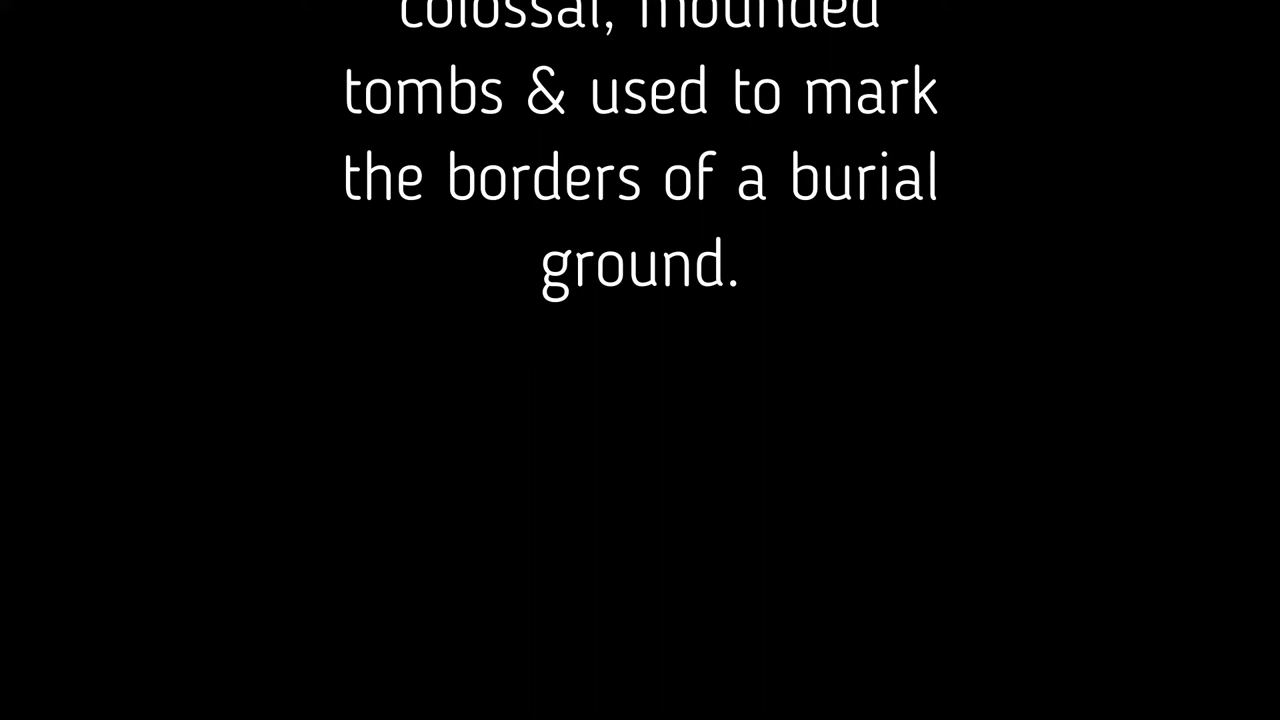 colossal, mounded
tombs & used to mark
the borders of a burial
ground.